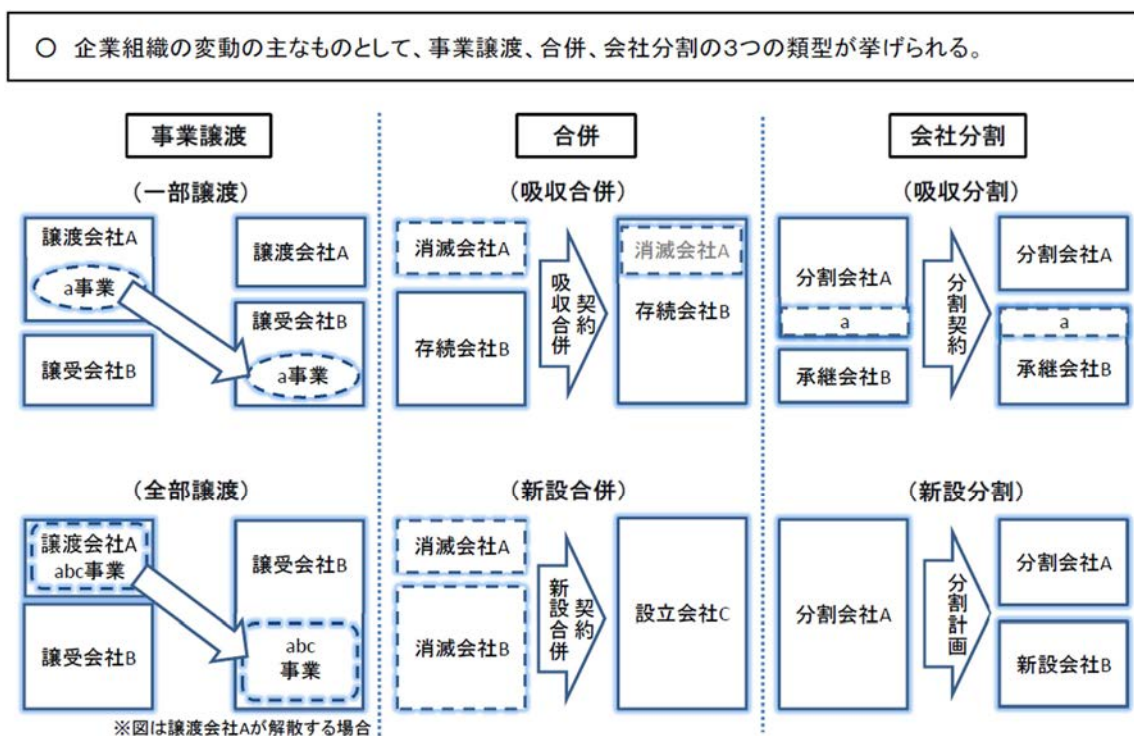 ○ 企業組織の変動の主なものとして、事業譲渡、合併、会社分割の３つの類型が挙げられる。
事業譲渡
(一部譲渡)
譲渡会社A
a事業
譲受会社B
譲渡会社A
譲受会社B
a事業
(全部譲渡)
譲渡会社A
abc事業
譲受会社B
譲受会社B
abc
事業
※図は譲渡会社Aが解散する場合
合併
(吸収合併)
消滅会社A
存続会社B
吸収合併
契約
消滅会社A
存続会社B
(新設合併)
消滅会社A
消滅会社B
新設合併
契約
設立会社C
会社分割
(吸収分割)
分割会社A
a
承継会社B
分割契約
分割会社A
a
承継会社B
(新設分割)
分割会社A
分割計画
分割会社A
新設会社B